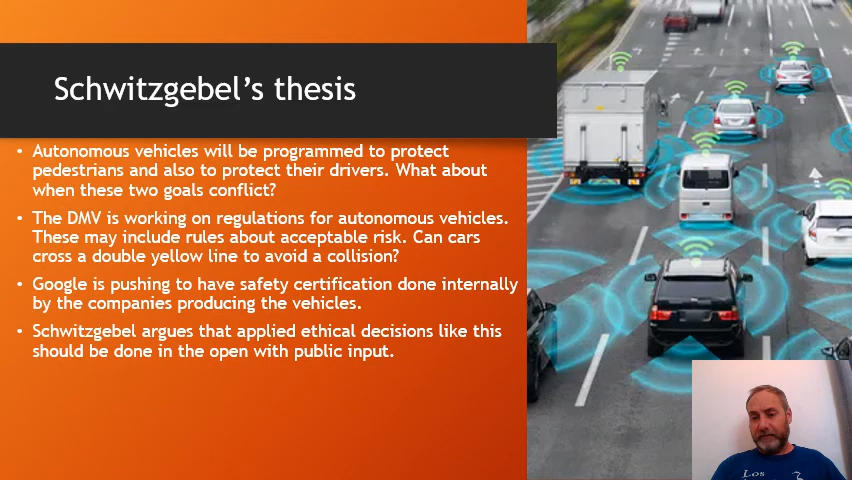 Schwitzgebel's thesis
• Autonomous vehicles will be programmed to protect
pedestrians and also to protect their drivers. What about
when these two goals conflict?
• The DMV is working on regulations for autonomous vehicles.
These may include rules about acceptable risk. Can cars
cross a double yellow line to avoid a collision?
• Google is pushing to have safety certification done internally
by the companies producing the vehicles.
• Schwitzgebel argues that applied ethical decisions like this
should be done in the open with public input.
Los